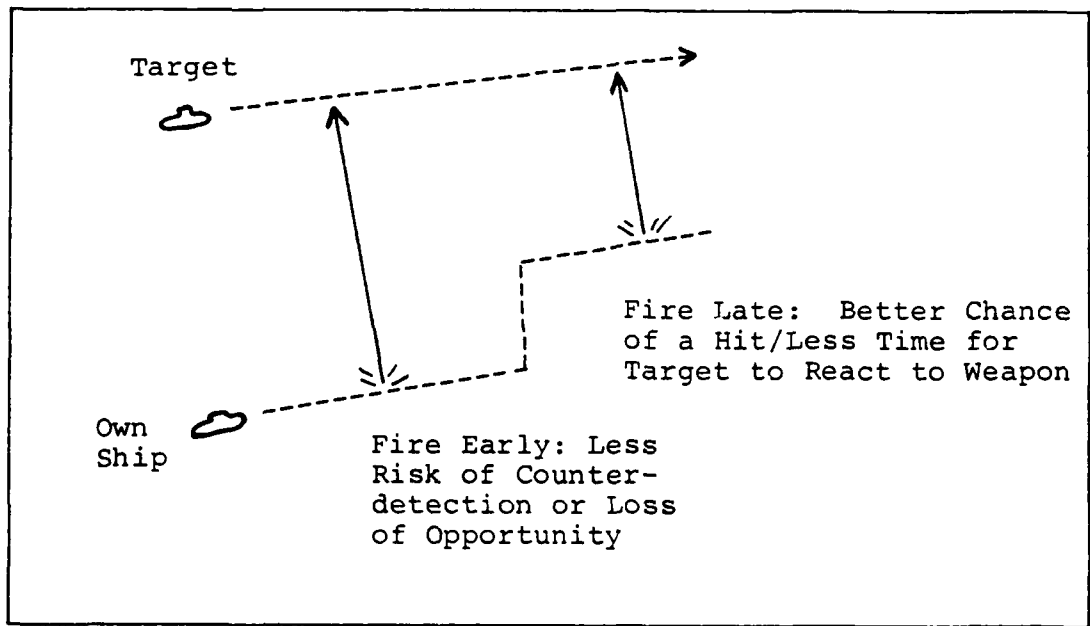 Target
Fire Late: Better Chance
of a Hit/Less Time for
Target to React to Weapon
Own
Ship
Fire Early: Less
Risk of Counter-
detection or Loss
of Opportunity